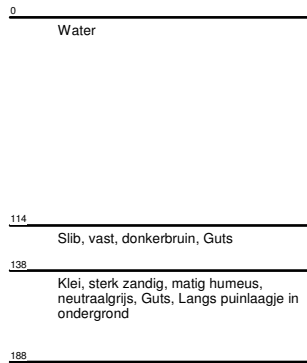 0
Water
114
Slib, vast, donkerbruin, Guts
138
Klei, sterk zandig, matig humeus,
neutraalgrijs, Guts, Langs puinlaagje in
ondergrond
188